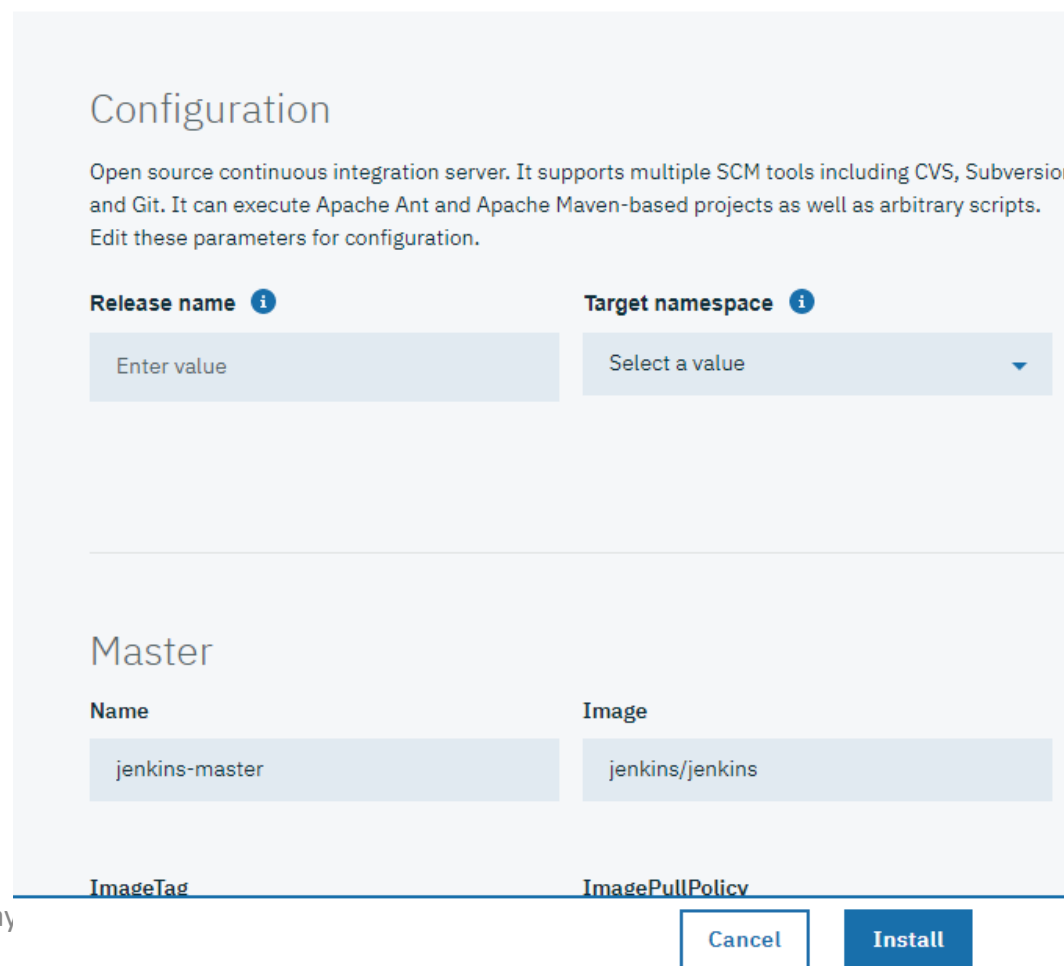 Configuration
Open source continuous integration server. It supports multiple SCM tools including CVS, Subversion
and Git. It can execute Apache Ant and Apache Maven-based projects as well as arbitrary scripts.
Edit these parameters for configuration.
Release name i Target namespace i
Enter value Select a value
Master
Name Image
jenkins-master jenkins/jenkins
ImageTag ImagePullPolicy
Cancel Install